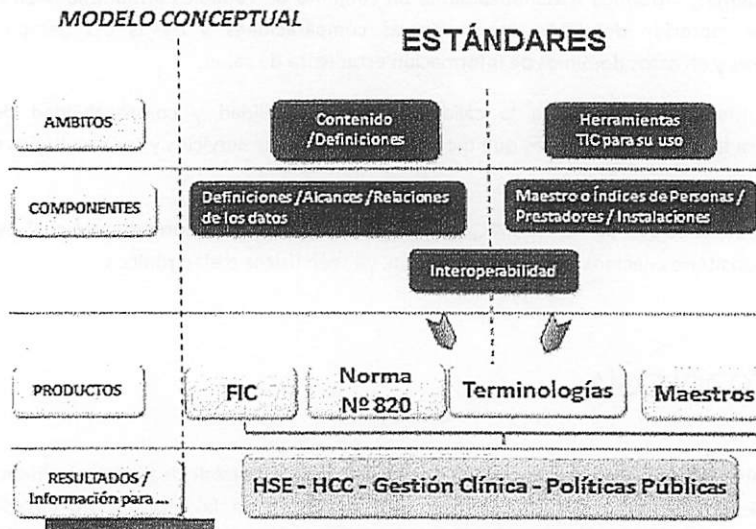 MODELO CONCEPTUAL
ESTÁNDARES
AMBITOS
Contenido
/Definiciones
Herramientas
TIC para su uso
COMPONENTES
Definiciones /Alcances /Relaciones
de los datos
Maestro o Índices de Personas /
Prestadores / Instalaciones
Interoperabilidad
PRODUCTOS
FIC
Norma
Nº 820
Terminologías
Maestros
RESULTADOS /
Información para ...
HSE - HCC - Gestión Clínica - Políticas Públicas